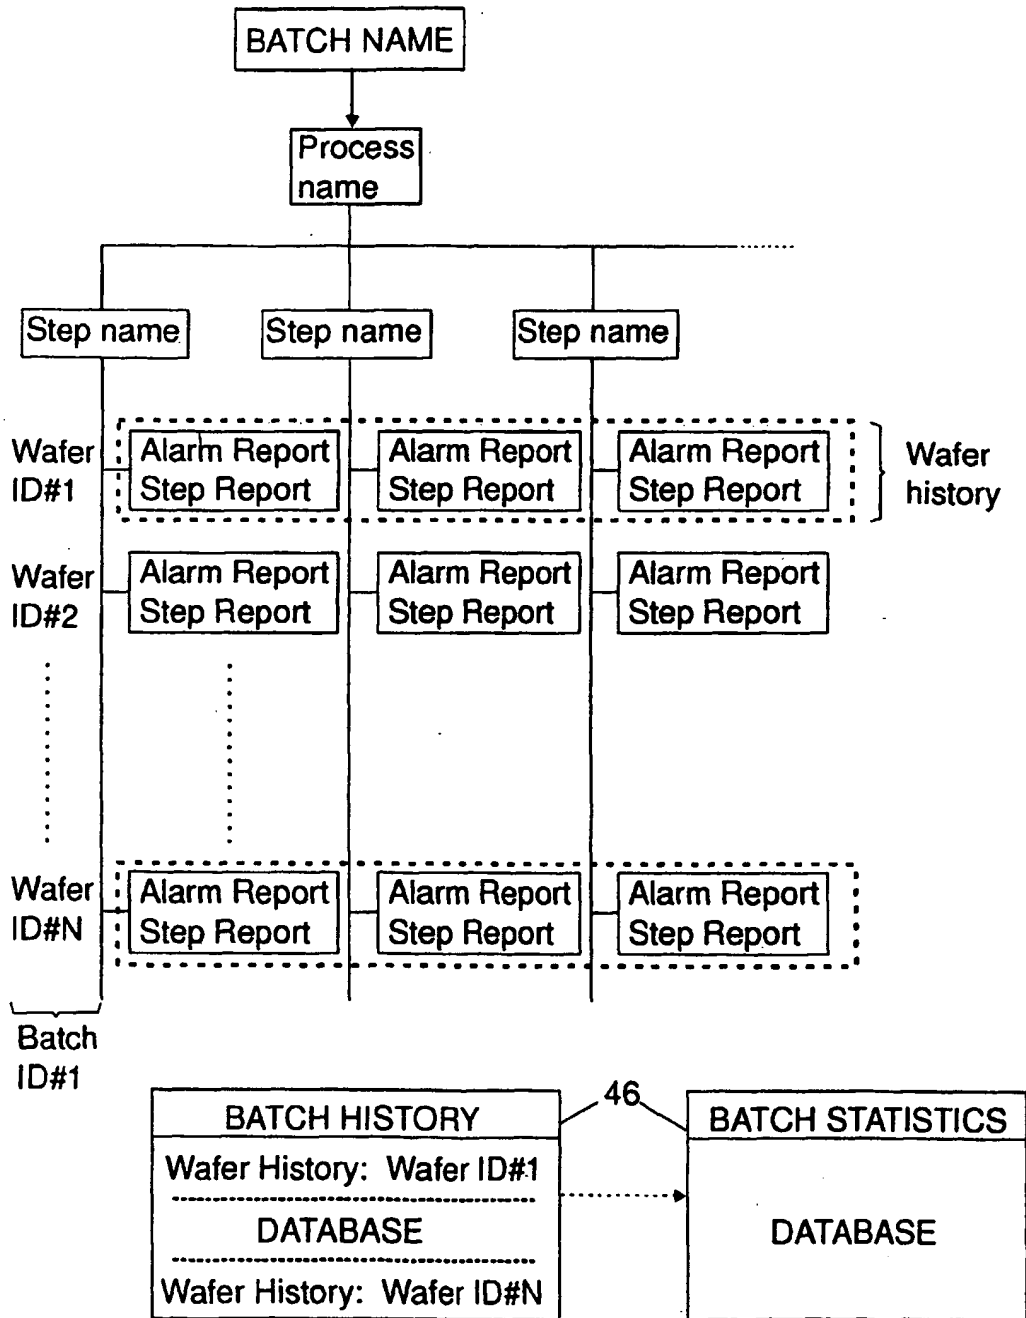 BATCH NAME
Process
name
Step name
Step name
Step name
Wafer
ID#1
Alarm Report
Step Report
Alarm Report
Step Report
Alarm Report
Step Report
Wafer
history
Wafer
ID#2
Alarm Report
Step Report
Alarm Report
Step Report
Alarm Report
Step Report
Wafer
ID#N
Alarm Report
Step Report
Alarm Report
Step Report
Alarm Report
Step Report
Batch
ID#1
46
BATCH HISTORY
Wafer History: Wafer ID#1
DATABASE
Wafer History: Wafer ID#N
BATCH STATISTICS
DATABASE